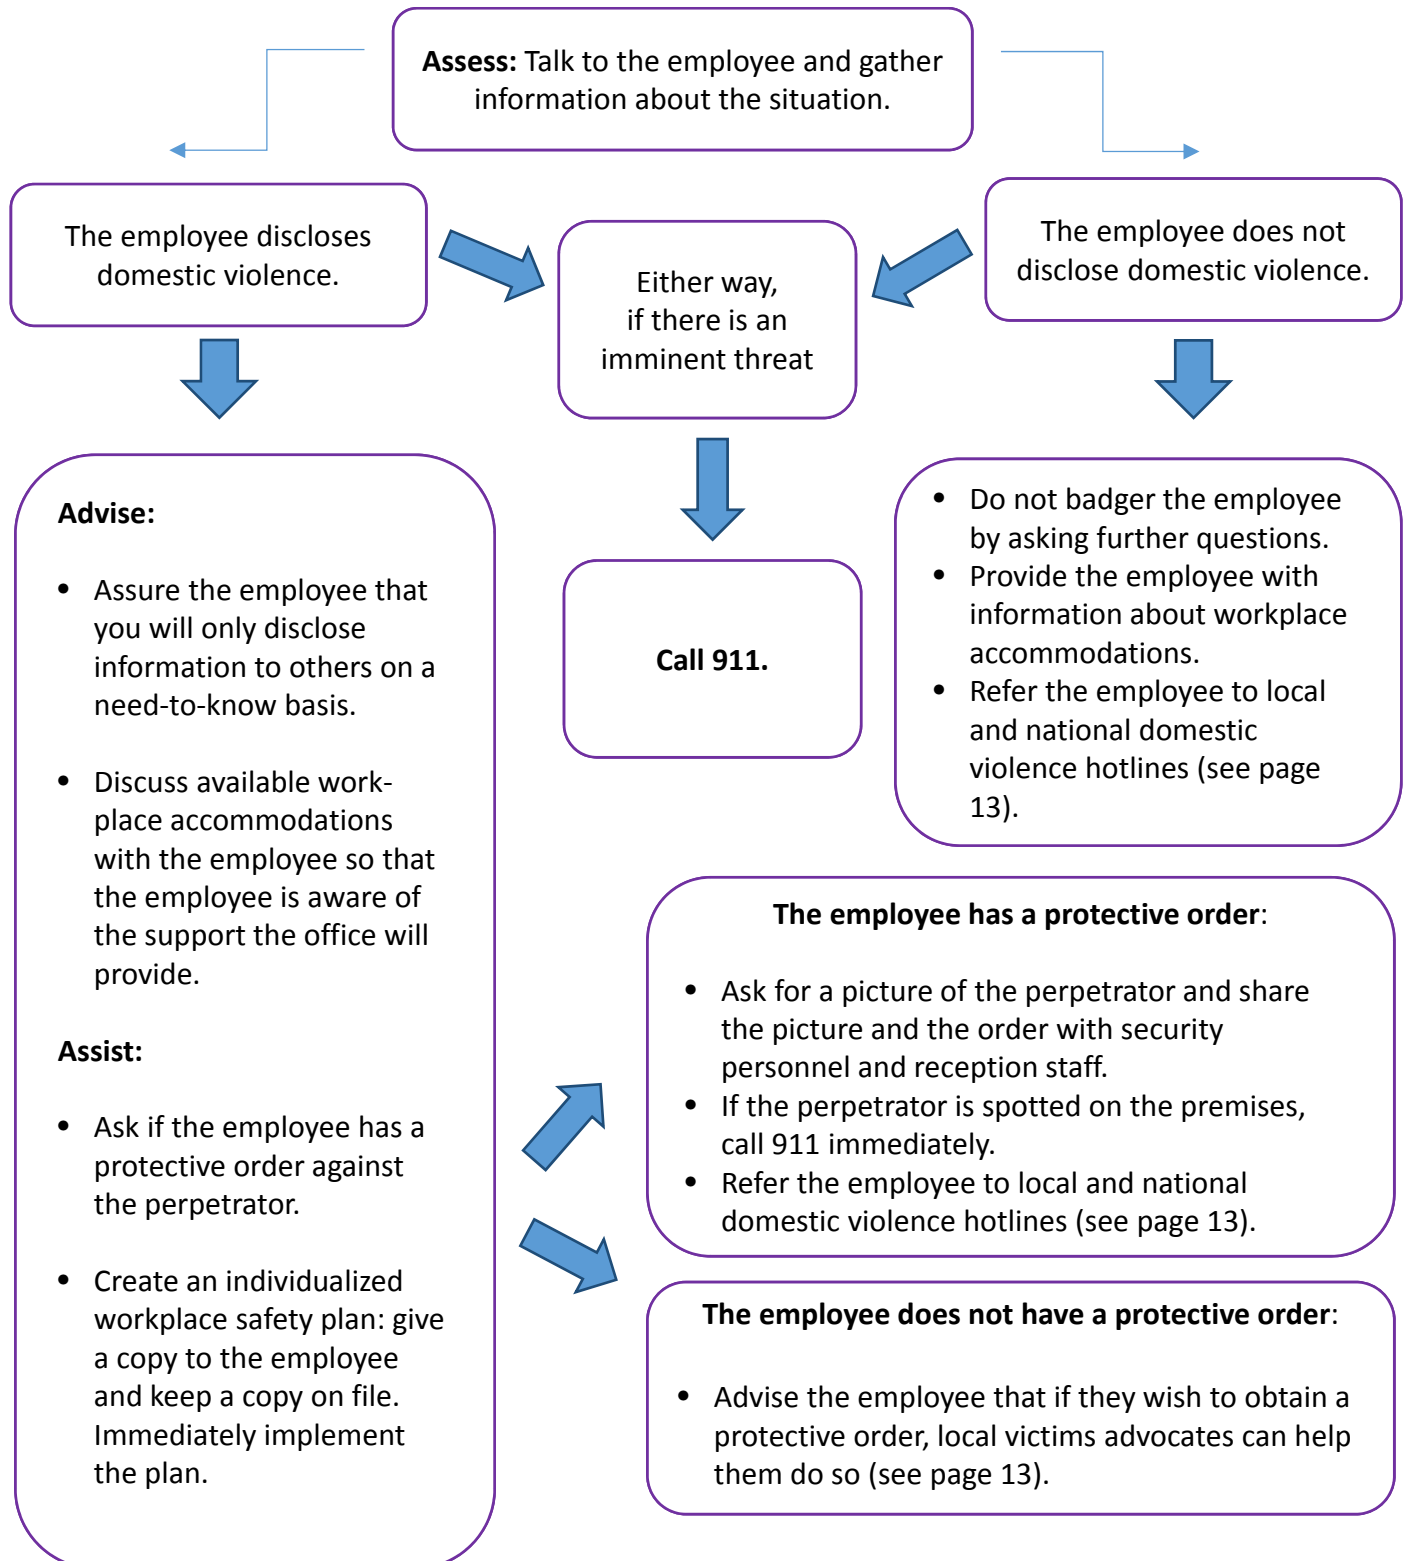 Assess: Talk to the employee and gather
information about the situation.
The employee discloses
domestic violence.
Either way,
if there is an
imminent threat
The employee does not
disclose domestic violence.
Advise:
• Assure the employee that
you will only disclose
information to others on a
need-to-know basis.
• Discuss available work-
place accommodations
with the employee so that
the employee is aware of
the support the office will
provide.
Assist:
• Ask if the employee has a
protective order against
the perpetrator.
• Create an individualized
workplace safety plan: give
a copy to the employee
and keep a copy on file.
Immediately implement
the plan.
Call 911.
• Do not badger the employee
by asking further questions.
• Provide the employee with
information about workplace
accommodations.
• Refer the employee to local
and national domestic
violence hotlines (see page
13).
The employee has a protective order:
• Ask for a picture of the perpetrator and share
the picture and the order with security
personnel and reception staff.
• If the perpetrator is spotted on the premises,
call 911 immediately.
• Refer the employee to local and national
domestic violence hotlines (see page 13).
The employee does not have a protective order:
• Advise the employee that if they wish to obtain a
protective order, local victims advocates can help
them do so (see page 13).